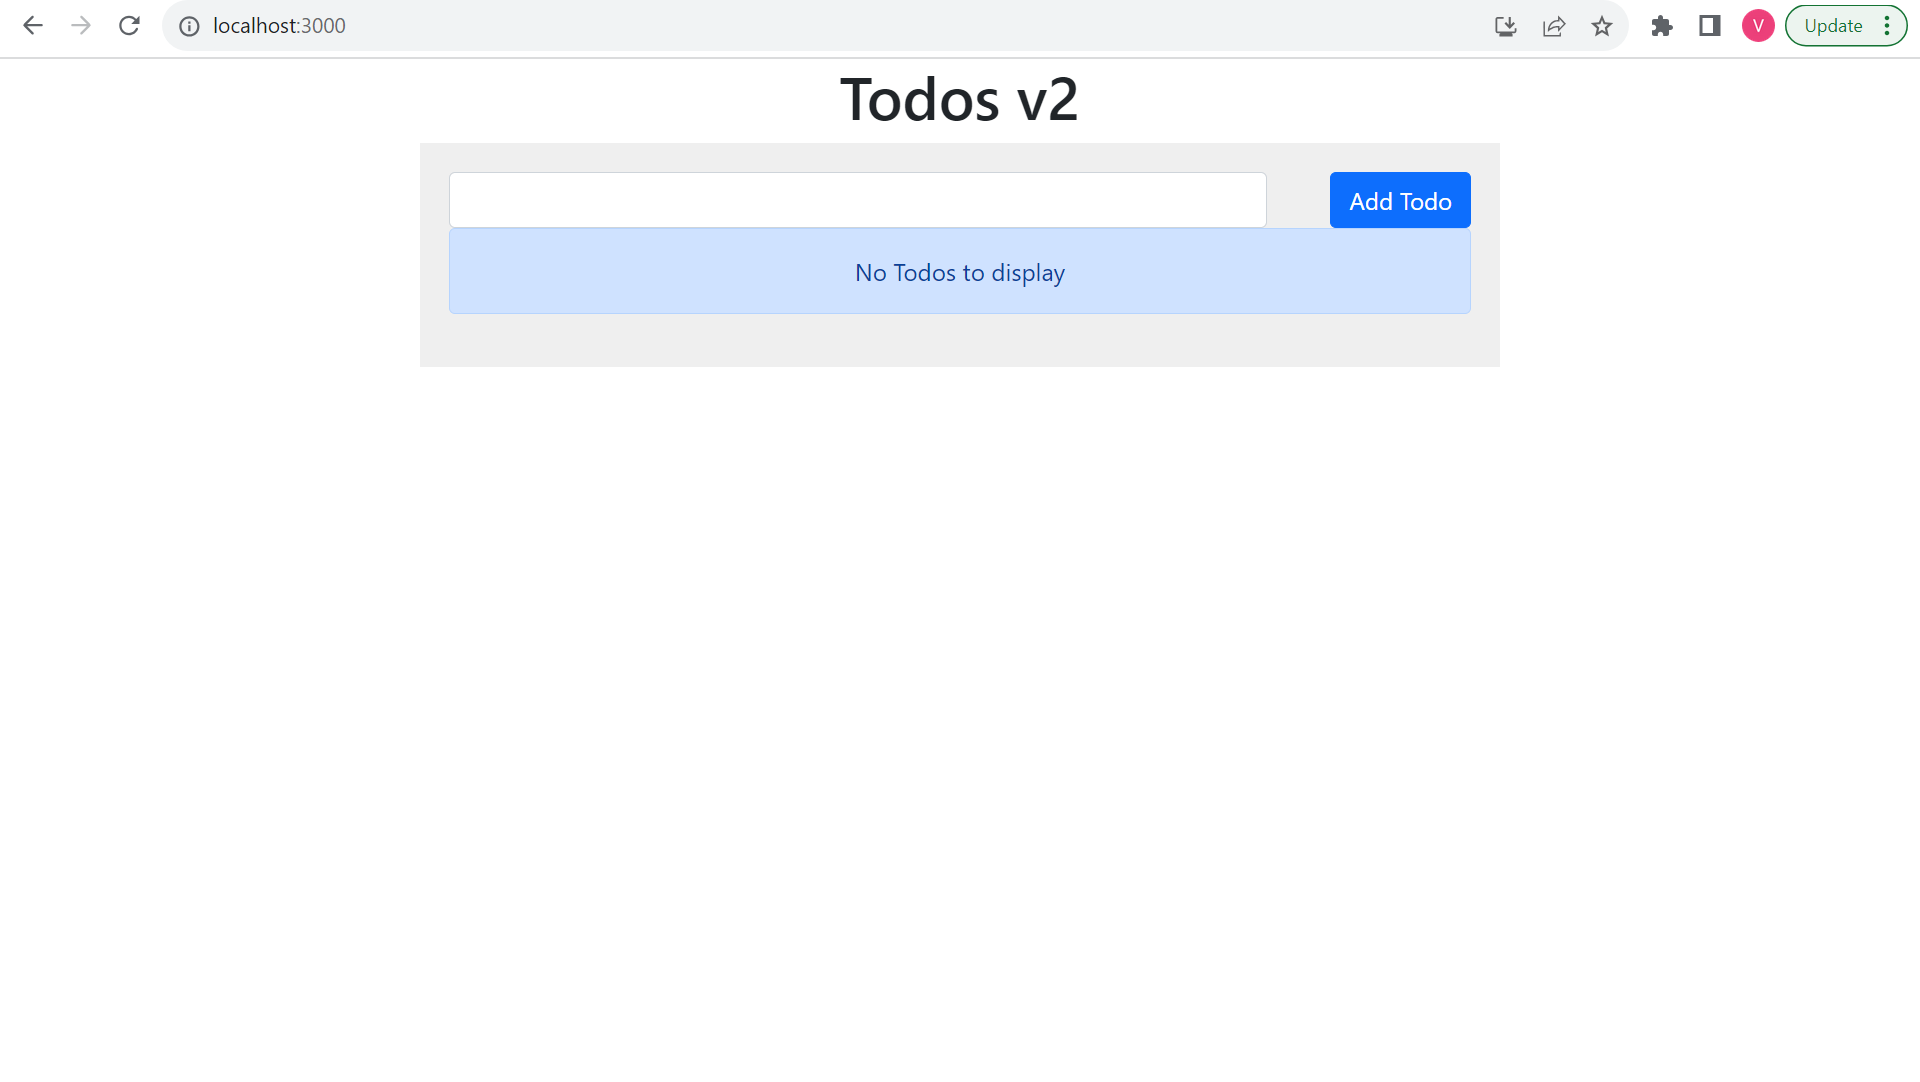 localhost:3000
V
Update
Todos v2
Add Todo
No Todos to display